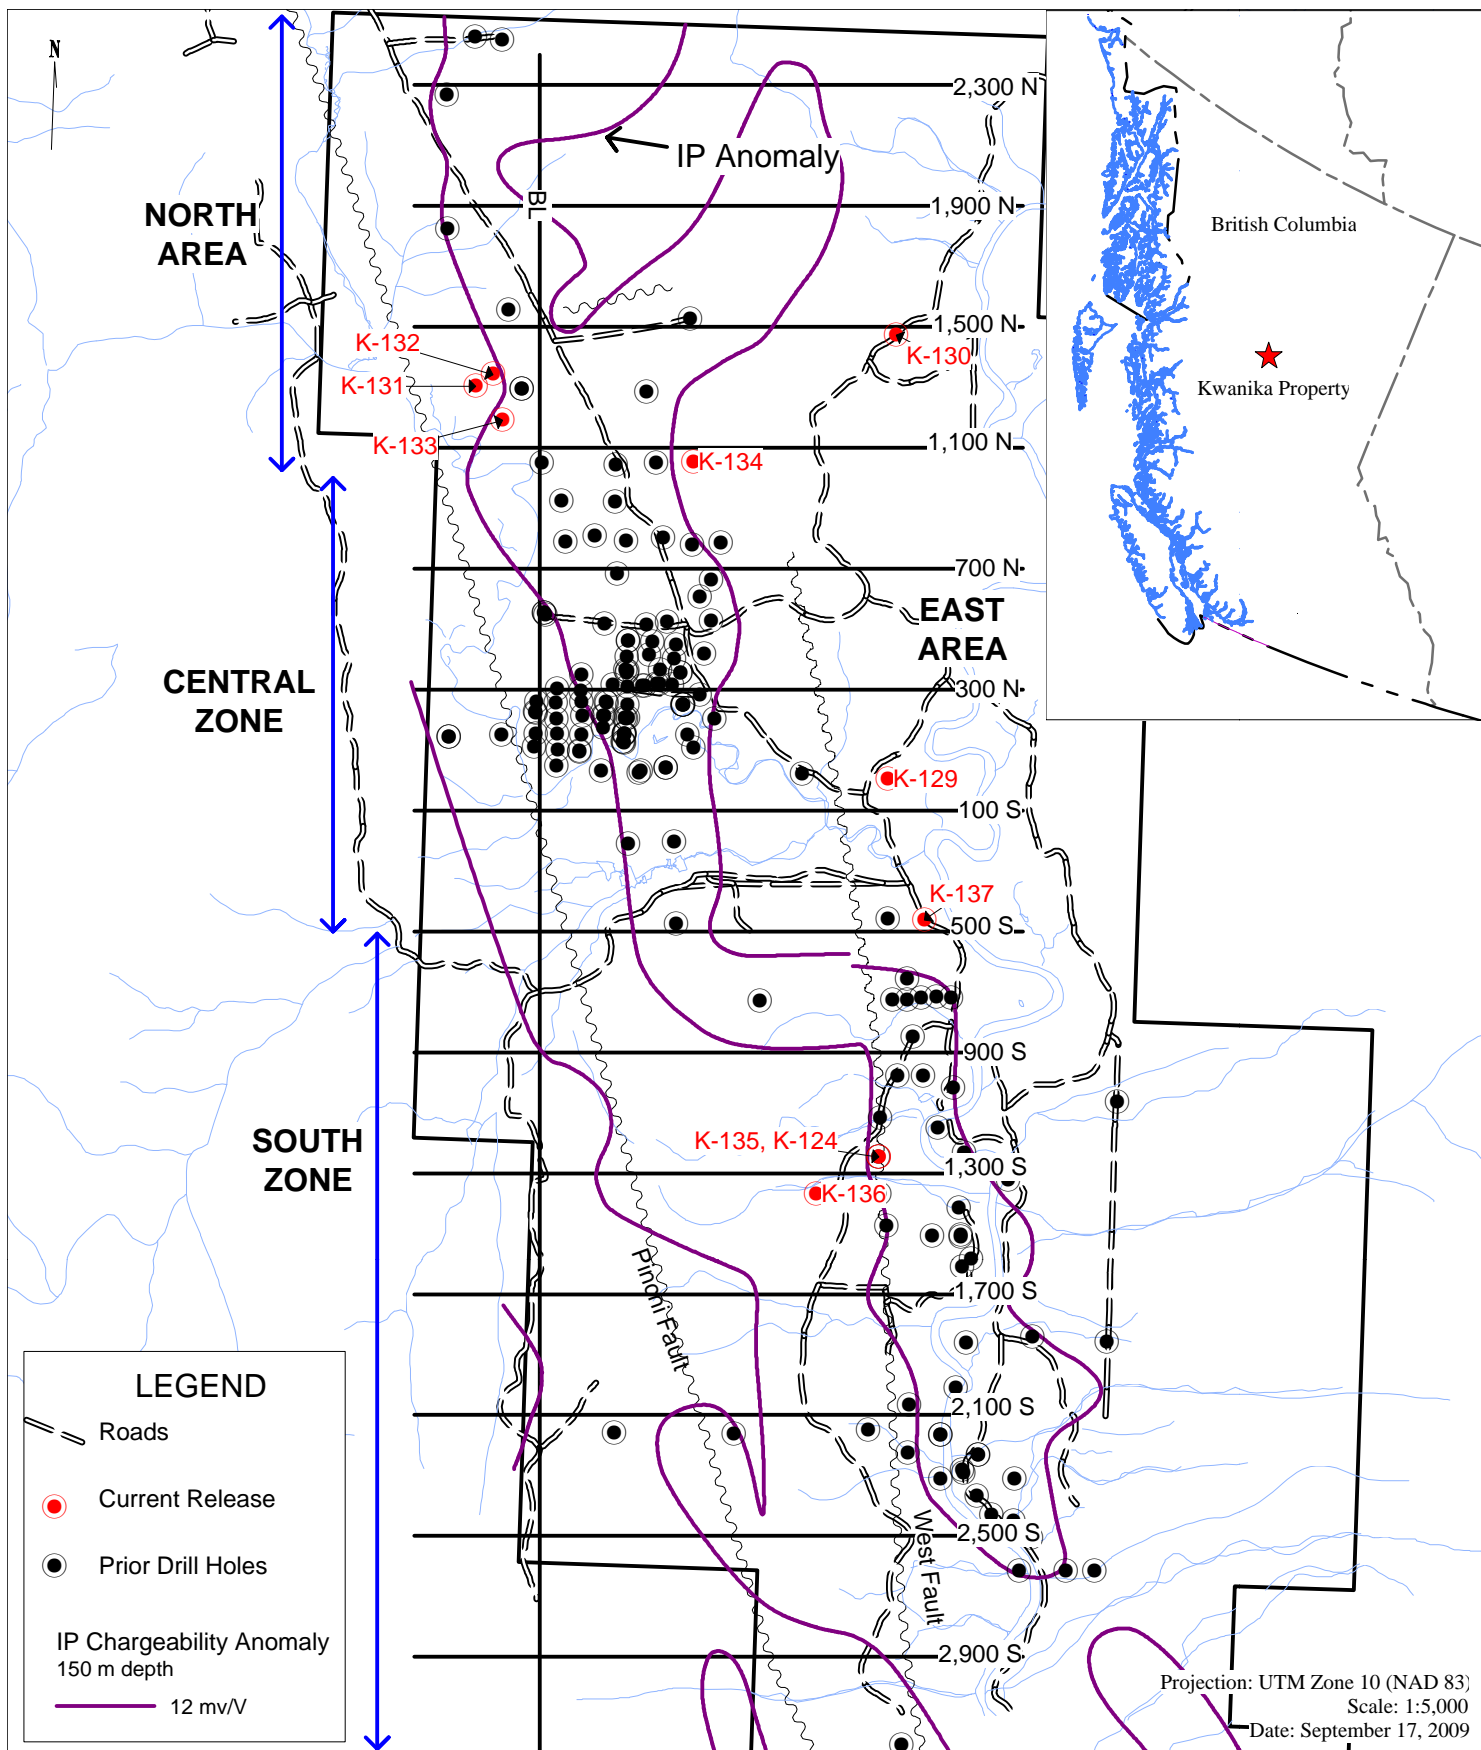 N
2,300 N
IP Anomaly
BL
1,900 N
NORTH
AREA
British Columbia
1,500 N
K-132
K-130
K-131
Kwanika Property
K-133
1,100 N
K-134
700 N
EAST
AREA
CENTRAL
ZONE
300 N
K-129
100 S
K-137
500 S
900 S
SOUTH
ZONE
K-135, K-124
1,300 S
K-136
Pinchi Fault
1,700 S
LEGEND
Roads
2,100 S
Current Release
2,500 S
Prior Drill Holes
West Fault
IP Chargeability Anomaly
150 m depth
12 mv/V
2,900 S
Projection: UTM Zone 10 (NAD 83)
Scale: 1:5,000
Date: September 17, 2009